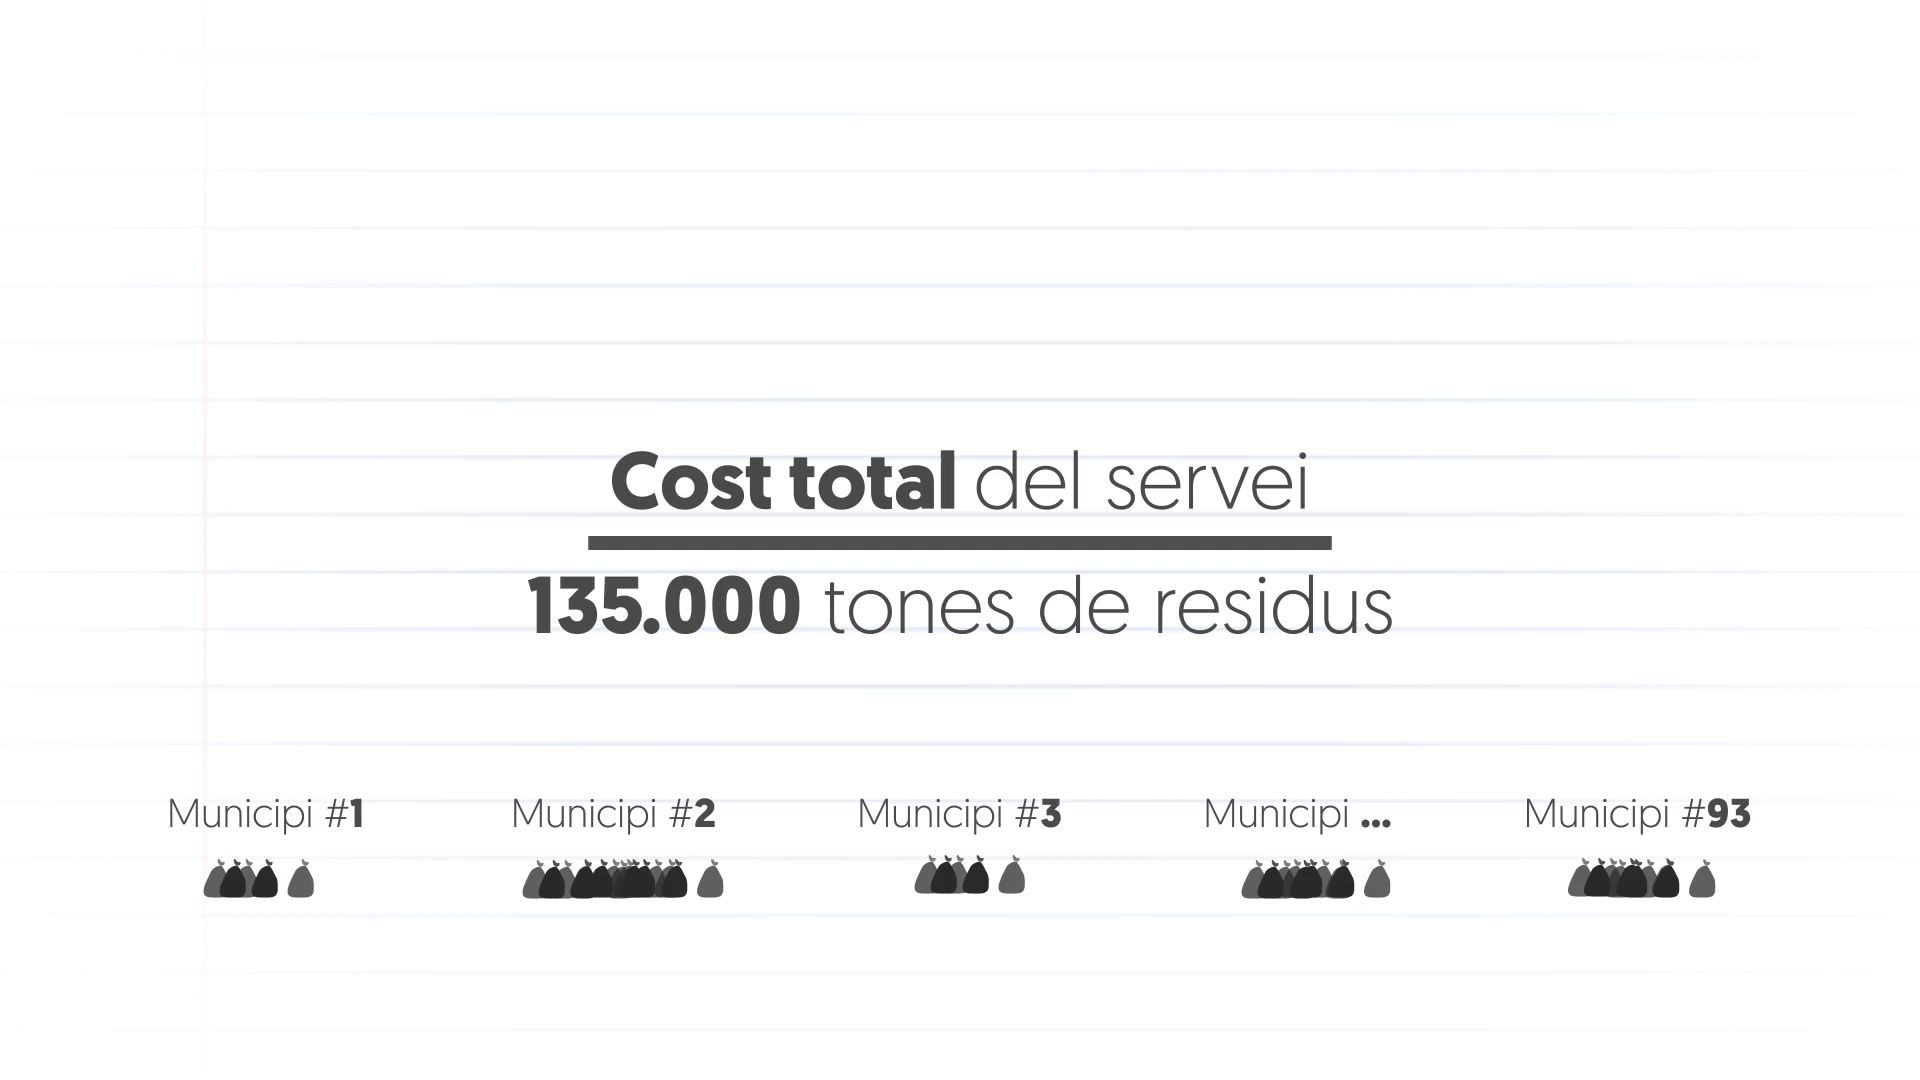 Cost total del servei
135.000 tones de residus
Municipi #1
Municipi #2
Municipi #3
Municipi ...
Municipi #93